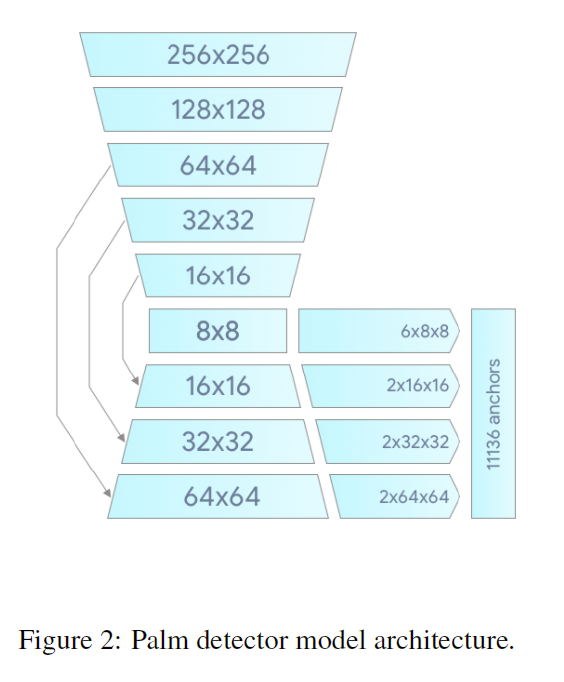 256x256
128x128
64x64
32x32
16x16
8x8
6x8x8
16x16
2x16x16
32x32
2x32x32
64x64
2x64x64
11136 anchors
Figure 2: Palm detector model architecture.